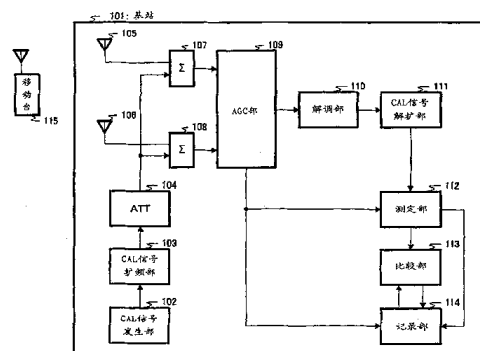 101: 基站
105
107
109
Σ
106
108
Σ
AGC部
110
解调部
111
CAL信号
解扩部
移动台
115
104
ATT
112
测定部
103
CAL信号
扩频部
113
比较部
102
CAL信号
发生部
114
记录部